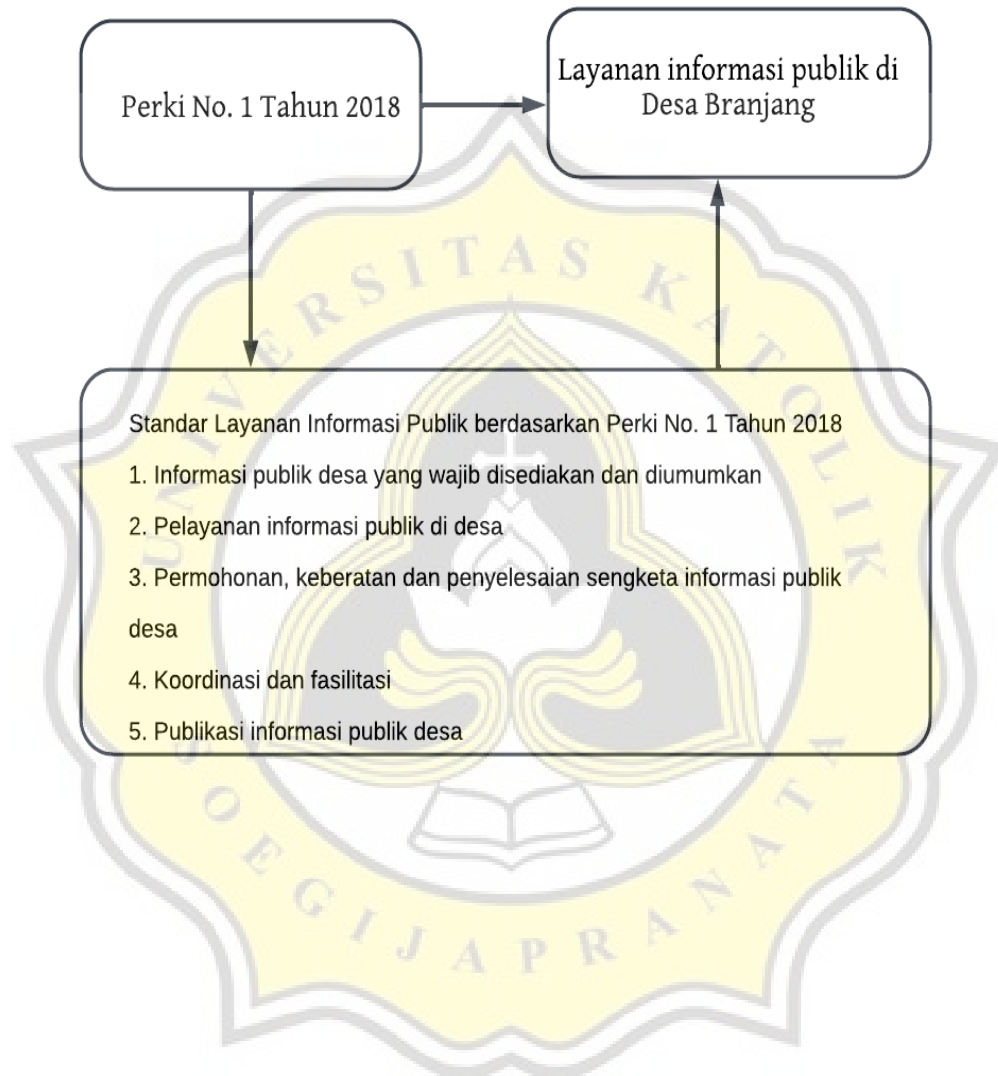 Perki No. 1 Tahun 2018
Layanan informasi publik di
Desa Branjang
Standar Layanan Informasi Publik berdasarkan Perki No. 1 Tahun 2018
1. Informasi publik desa yang wajib disediakan dan diumumkan
2. Pelayanan informasi publik di desa
3. Permohonan, keberatan dan penyelesaian sengketa informasi publik
desa
4. Koordinasi dan fasilitasi
5. Publikasi informasi publik desa
UNIVERSITAS KATOLIK
SOEGIJAPRANATA